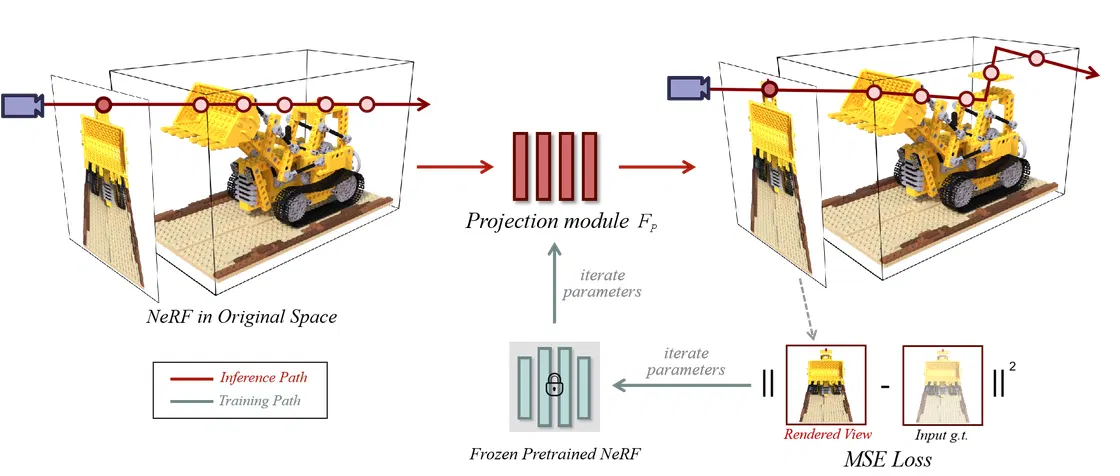 Projection module F_P
iterate
parameters
NeRF in Original Space
Inference Path
Training Path
iterate
parameters
|| - || 2
Rendered View
Input g.t.
Frozen Pretrained NeRF
MSE Loss